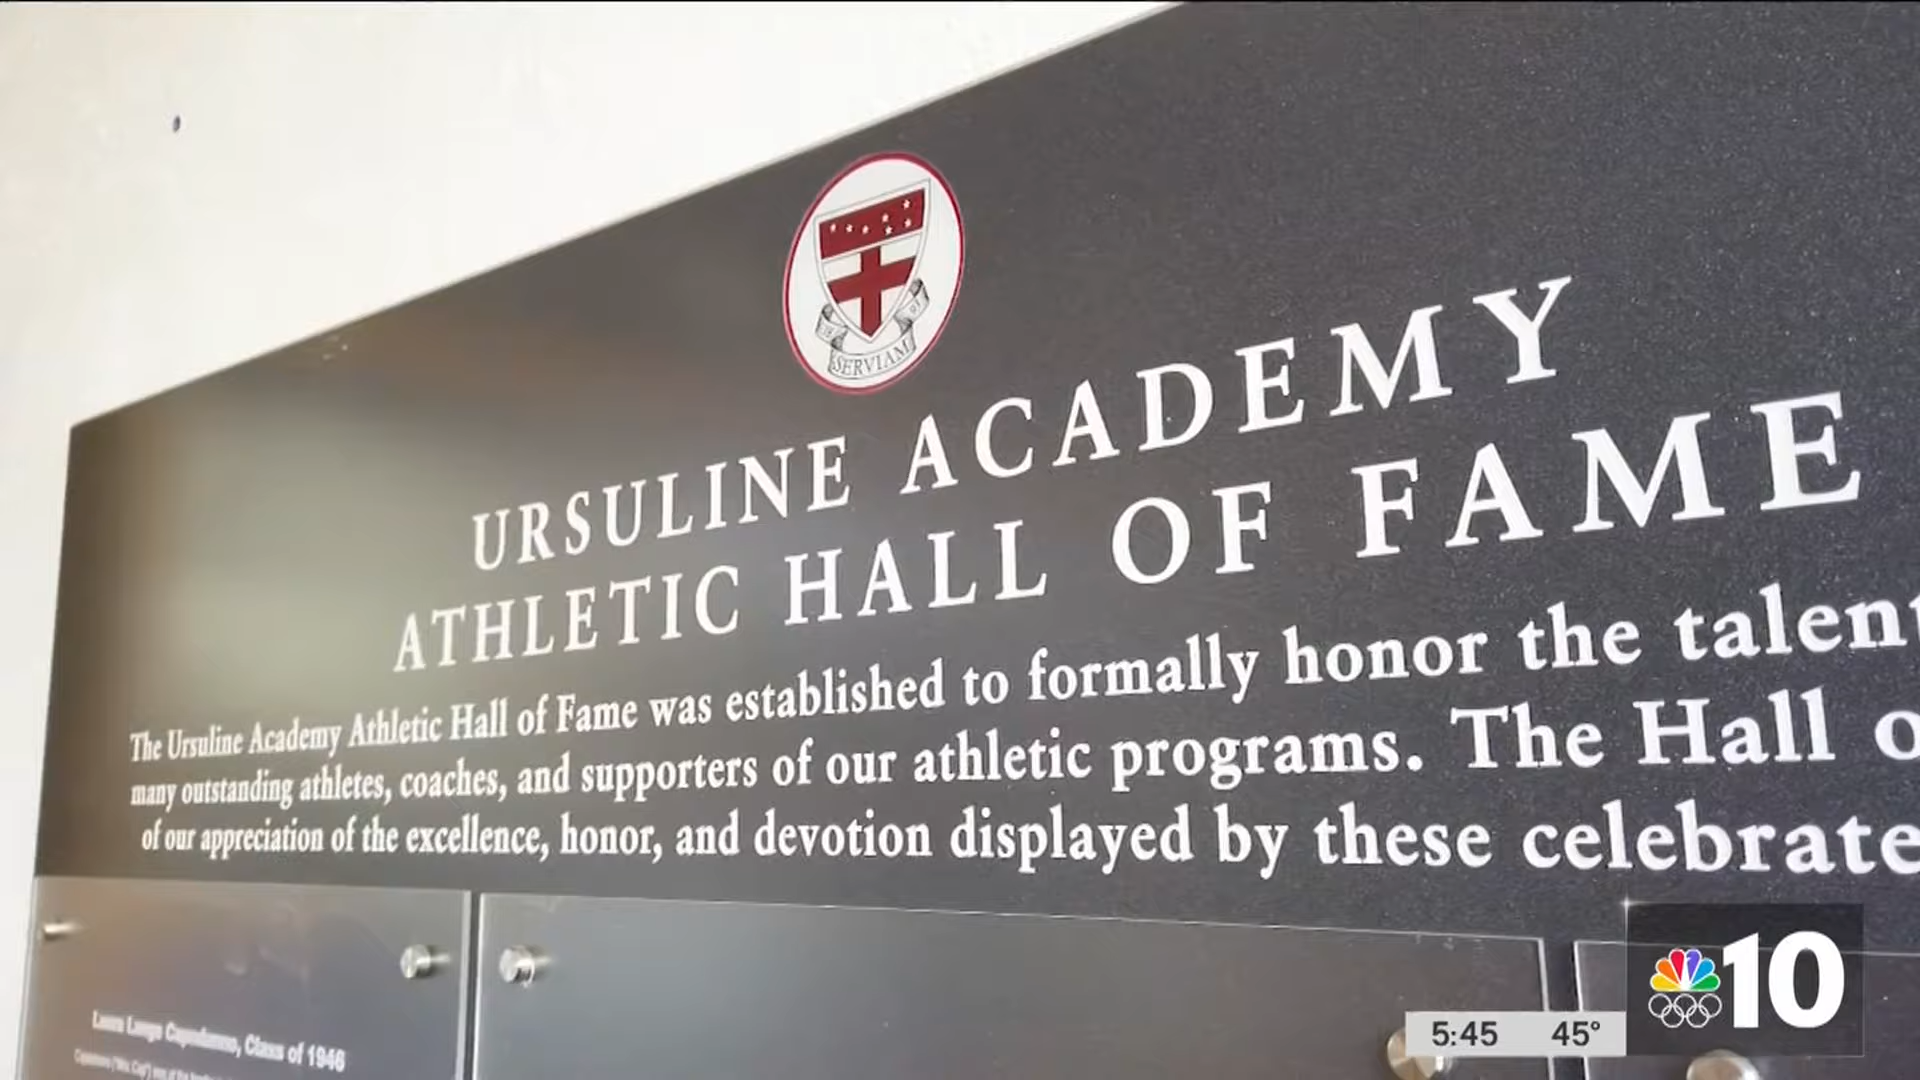 SERVIAM
URSULINE ACADEMY
ATHLETIC HALL OF FAME
The Ursuline Academy Athletic Hall of Fame was established to formally honor the talent
many outstanding athletes, coaches, and supporters of our athletic programs. The Hall o
of our appreciation of the excellence, honor, and devotion displayed by these celebrate
Class of 1946
10
5:45 45°